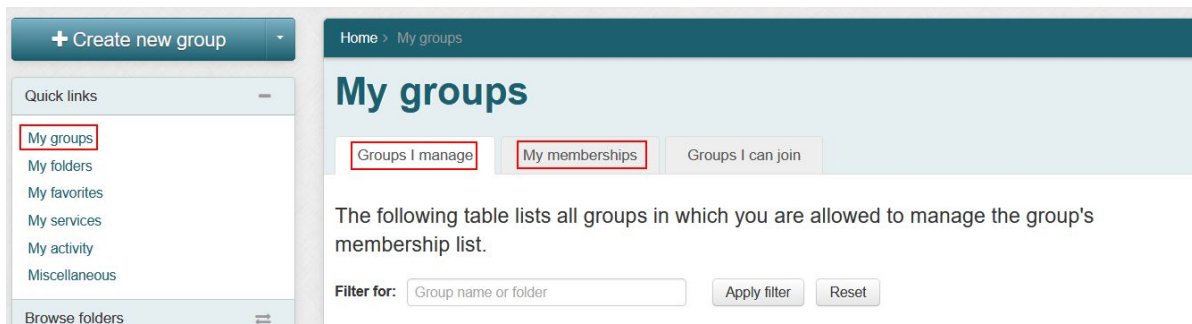 Create new group
Quick links
My groups
My folders
My favorites
My services
My activity
Miscellaneous
Browse folders
Home > My groups
My groups
Groups I manage
My memberships
Groups I can join
The following table lists all groups in which you are allowed to manage the group's
membership list.
Filter for: Group name or folder Apply filter Reset